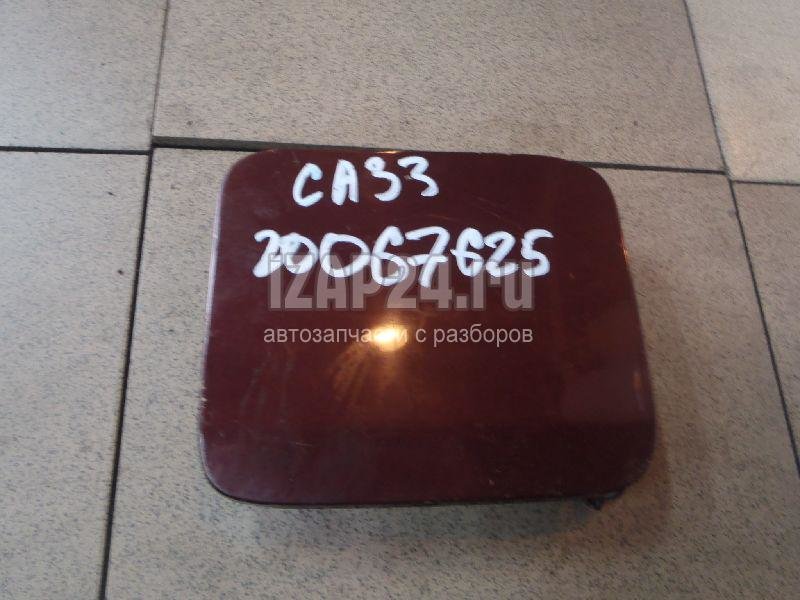 CA33
20067625
iZAP24.ru
автозапчасти с разборов